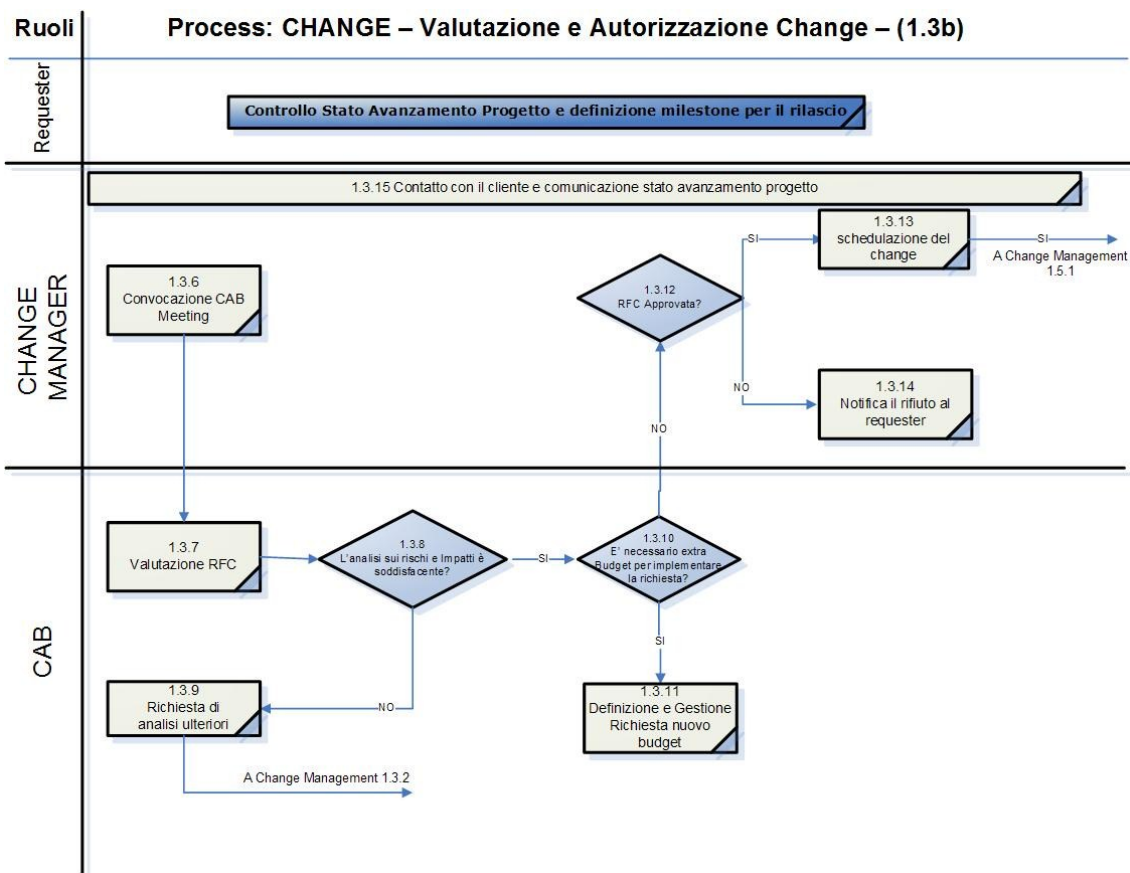 Ruoli
Process: CHANGE – Valutazione e Autorizzazione Change – (1.3b)
Requester
Controllo Stato Avanzamento Progetto e definizione milestone per il rilascio
CHANGE
MANAGER
1.3.15 Contatto con il cliente e comunicazione stato avanzamento progetto
1.3.6
Convocazione CAB
Meeting
1.3.12
RFC Approvata?
SI
1.3.13
schedulazione del
change
SI
A Change Management
1.5.1
NO
1.3.14
Notifica il rifiuto al
requester
NO
CAB
1.3.7
Valutazione RFC
1.3.8
L'analisi sui rischi e Impatti è
soddisfacente?
SI
1.3.10
E' necessario extra
Budget per implementare
la richiesta?
SI
NO
1.3.9
Richiesta di
analisi ulteriori
1.3.11
Definizione e Gestione
Richiesta nuovo
budget
A Change Management 1.3.2